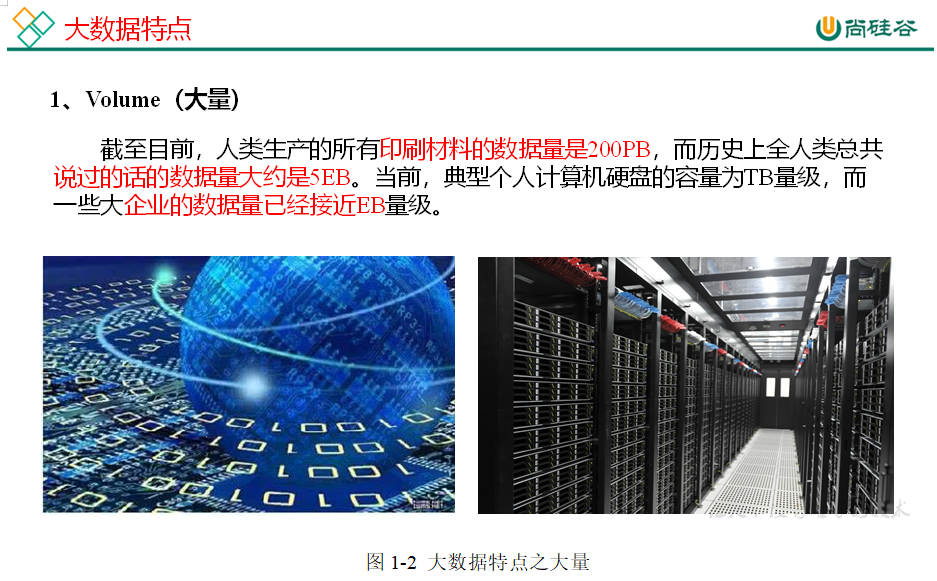 大数据特点
尚硅谷
1、Volume（大量）
截至目前，人类生产的所有印刷材料的数据量是200PB，而历史上全人类总共
说过的话的数据量大约是5EB。当前，典型个人计算机硬盘的容量为TB量级，而
一些大企业的数据量已经接近EB量级。
图 1-2 大数据特点之大量